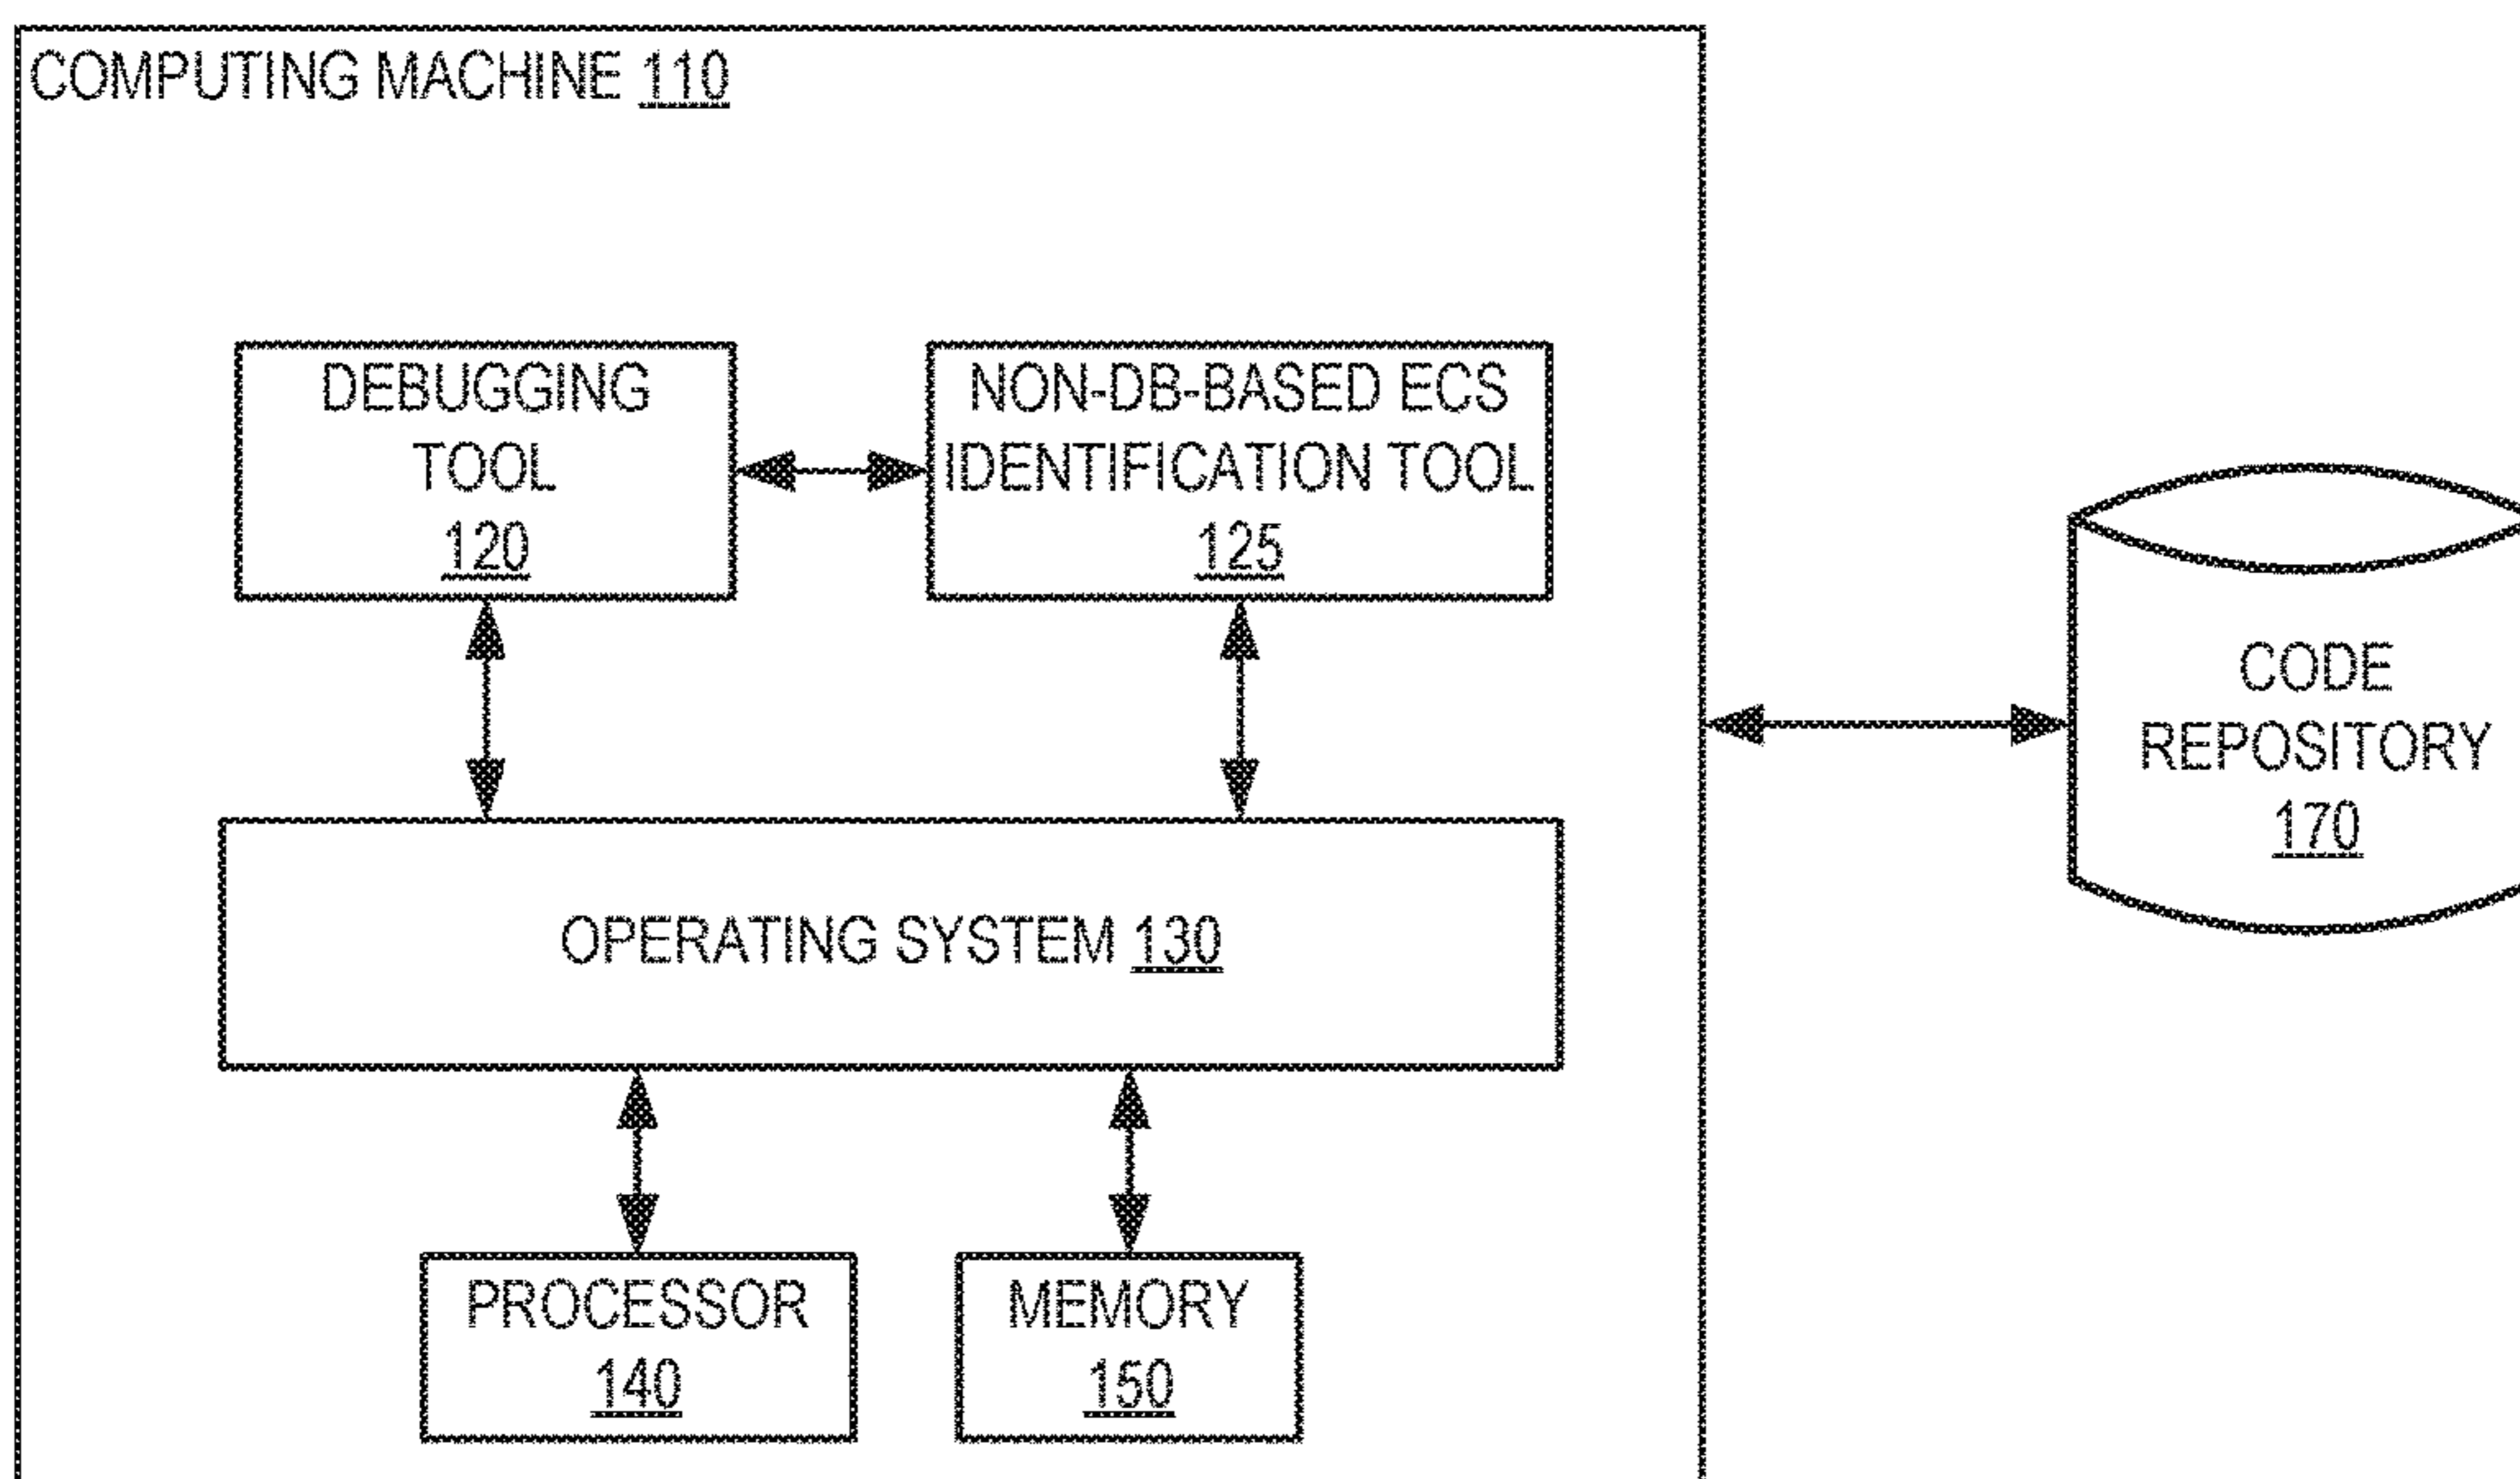 COMPUTING MACHINE 110
DEBUGGING
TOOL
120
NON-DB-BASED ECS
IDENTIFICATION TOOL
125
CODE
REPOSITORY
170
OPERATING SYSTEM 130
PROCESSOR
140
MEMORY
150